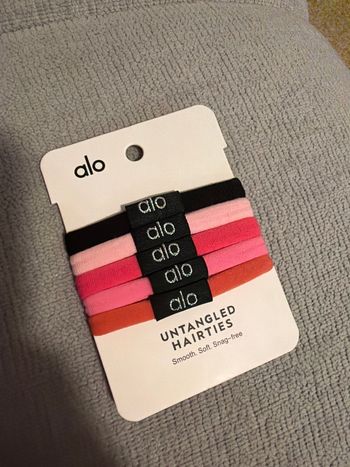 alo
alo
alo
alo
alo
alo
UNTANGLED
HAIRTIES
Smooth. Soft. Snag-free